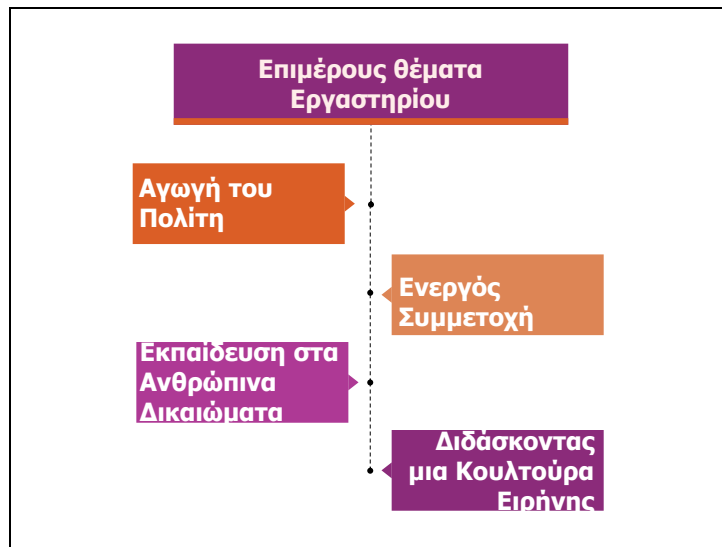 Επιμέρους θέματα
Εργαστηρίου
Αγωγή του
Πολίτη
Ενεργός
Συμμετοχή
Εκπαίδευση στα
Ανθρώπινα
Δικαιώματα
Διδάσκοντας
μια Κουλτούρα
Ειρήνης